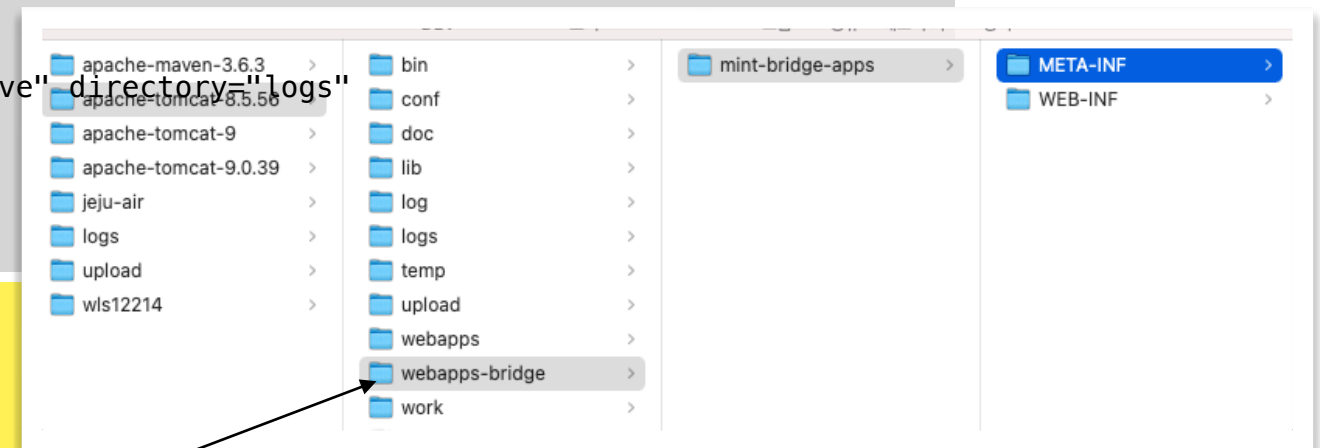 apache-maven-3.6.3
ve" directory="logs"
apache-tomcat-8.5.56
apache-tomcat-9
apache-tomcat-9.0.39
jeju-air
logs
upload
wls12214
bin
conf
doc
lib
log
logs
temp
upload
webapps
webapps-bridge
work
mint-bridge-apps
META-INF
WEB-INF